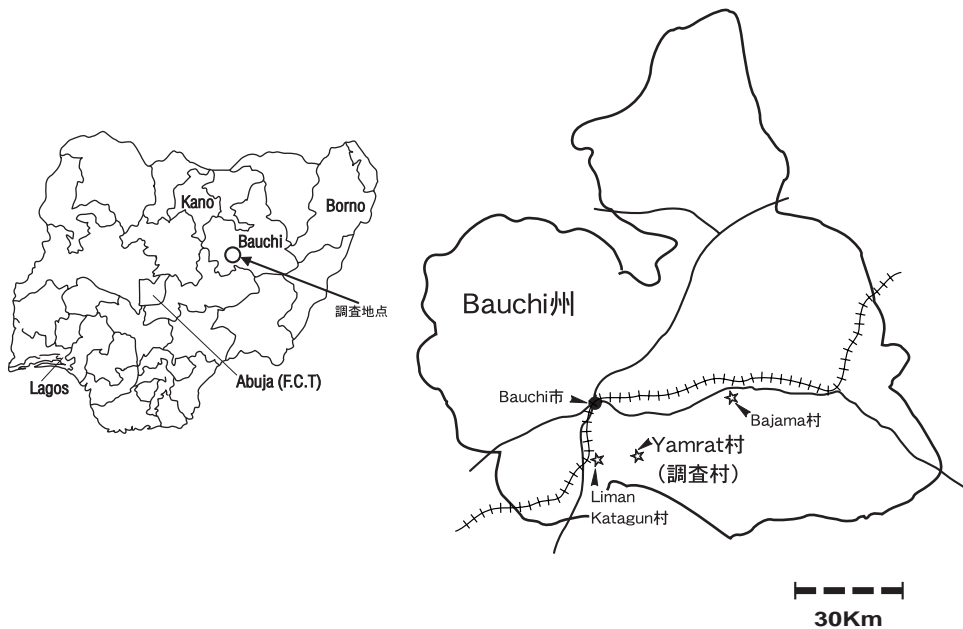 Kano
Borno
Bauchi
調査地点
Abuja (F.C.T)
Lagos
Bauchi州
Bauchi市
Bajama村
Yamrat村
（調査村）
Liman
Katagun村
30Km